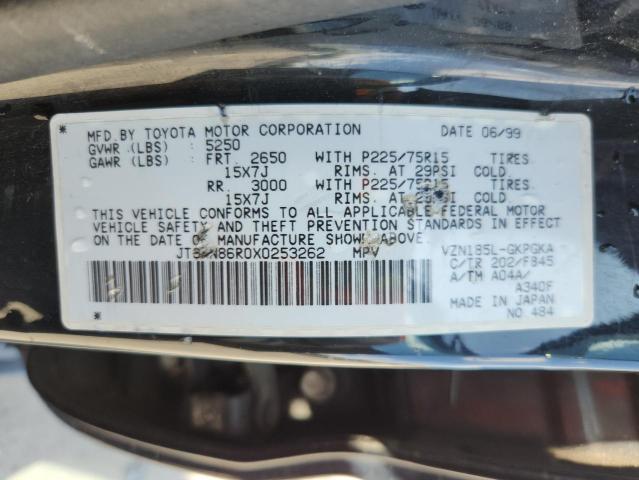 MFD. BY TOYOTA MOTOR CORPORATION DATE 06/99
GVWR (LBS) : 5250
GAWR (LBS) : FRT. 2650 WITH P225/75R15 TIRES
15X7J RIMS. AT 29PSI COLD
RR. 3000 WITH P225/75R15 TIRES
15X7J RIMS. AT COLD
THIS VEHICLE CONFORMS TO ALL APPLICABLE FEDERAL MOTOR
VEHICLE SAFETY AND THEFT PREVENTION STANDARDS IN EFFECT
ON THE DATE OF MANUFACTURE SHOWN ABOVE.
MPV VZN185L-GKPGKA
C/TR 202/FB45
A/TM A04A/
A340F
MADE IN JAPAN
NO 484